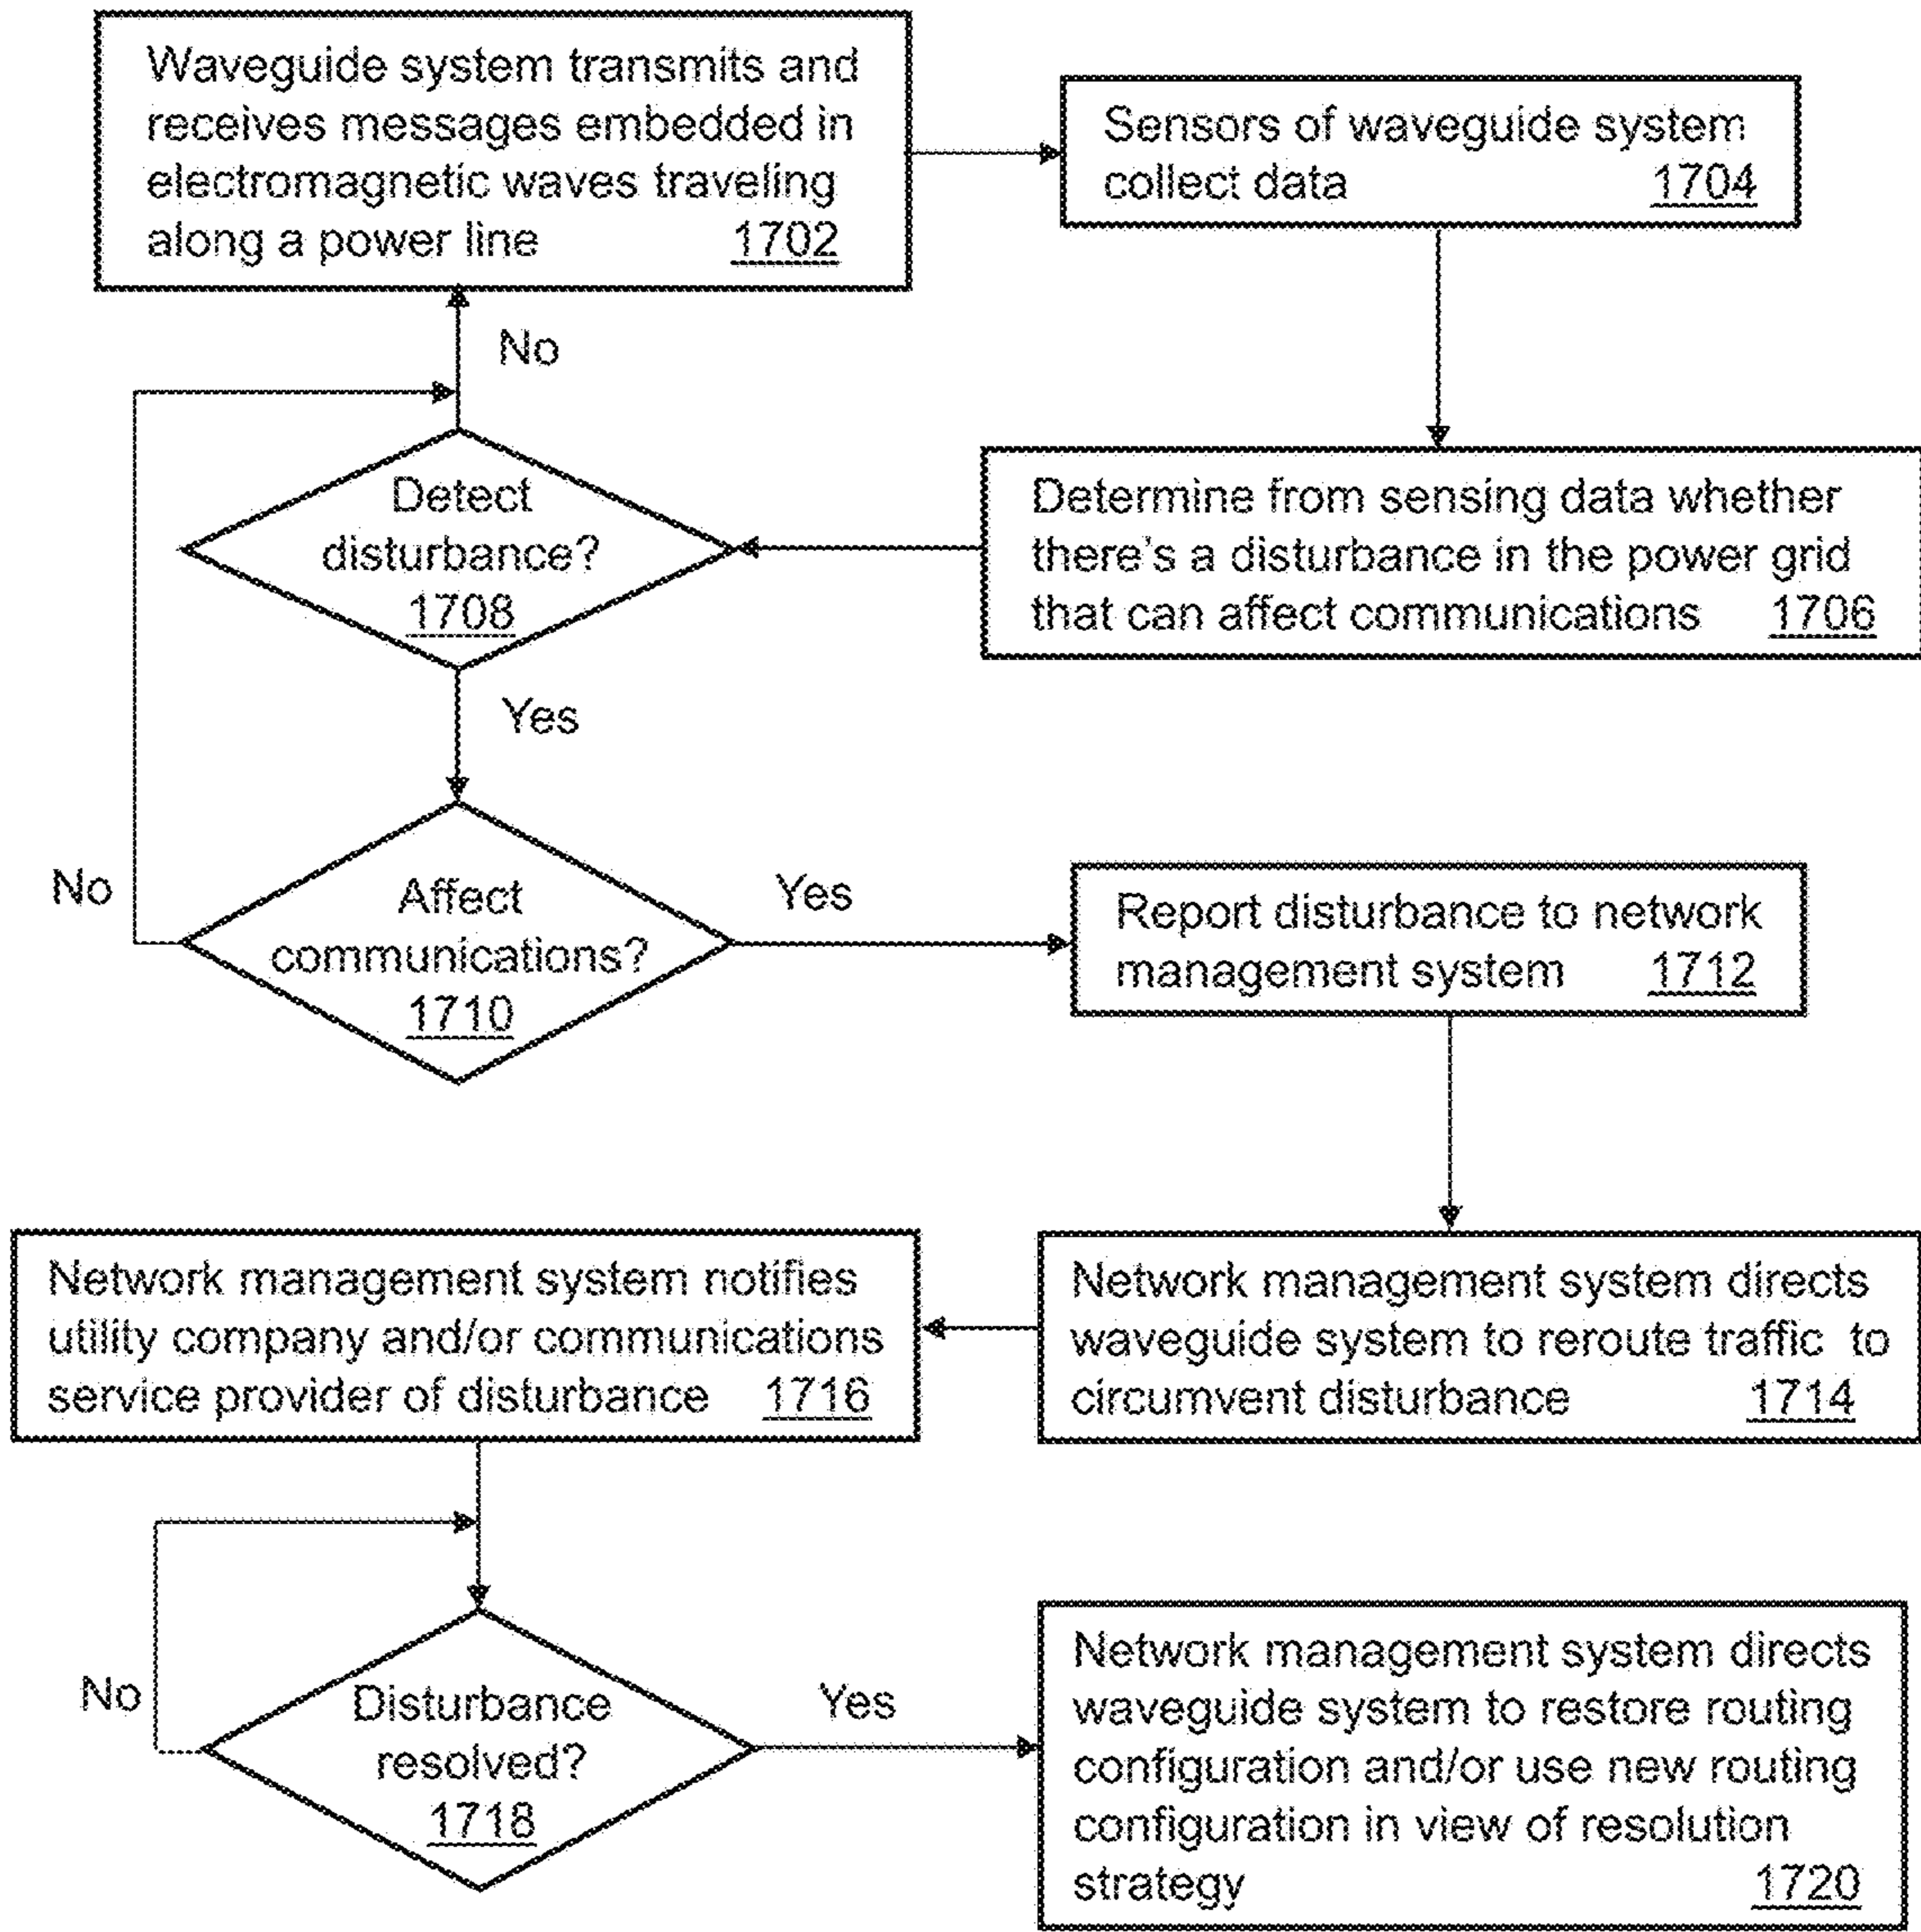 Waveguide system transmits and
receives messages embedded in
electromagnetic waves traveling
along a power line 1702
Sensors of waveguide system
collect data 1704
No
Detect
disturbance?
1708
Determine from sensing data whether
there's a disturbance in the power grid
that can affect communications 1706
Yes
No
Affect
communications?
1710
Yes
Report disturbance to network
management system 1712
Network management system notifies
utility company and/or communications
service provider of disturbance 1716
Network management system directs
waveguide system to reroute traffic to
circumvent disturbance 1714
No
Disturbance
resolved?
1718
Yes
Network management system directs
waveguide system to restore routing
configuration and/or use new routing
configuration in view of resolution
strategy 1720